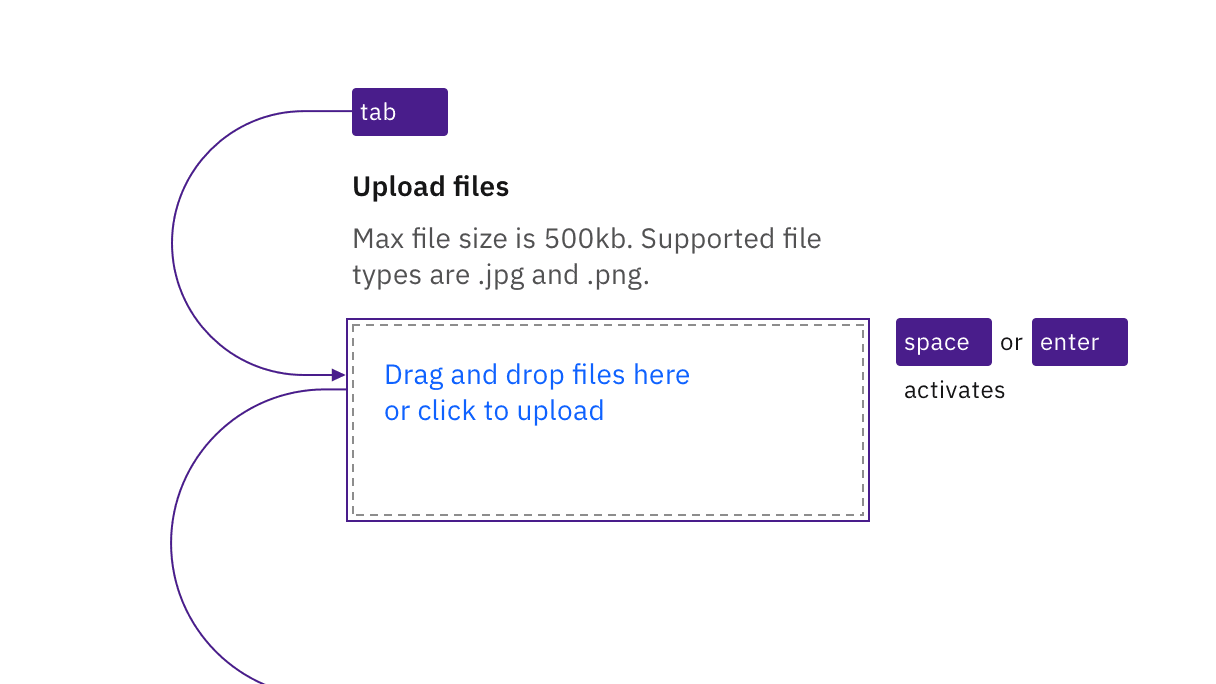 tab
Upload files
Max file size is 500kb. Supported file
types are .jpg and .png.
Drag and drop files here
or click to upload
space or enter
activates